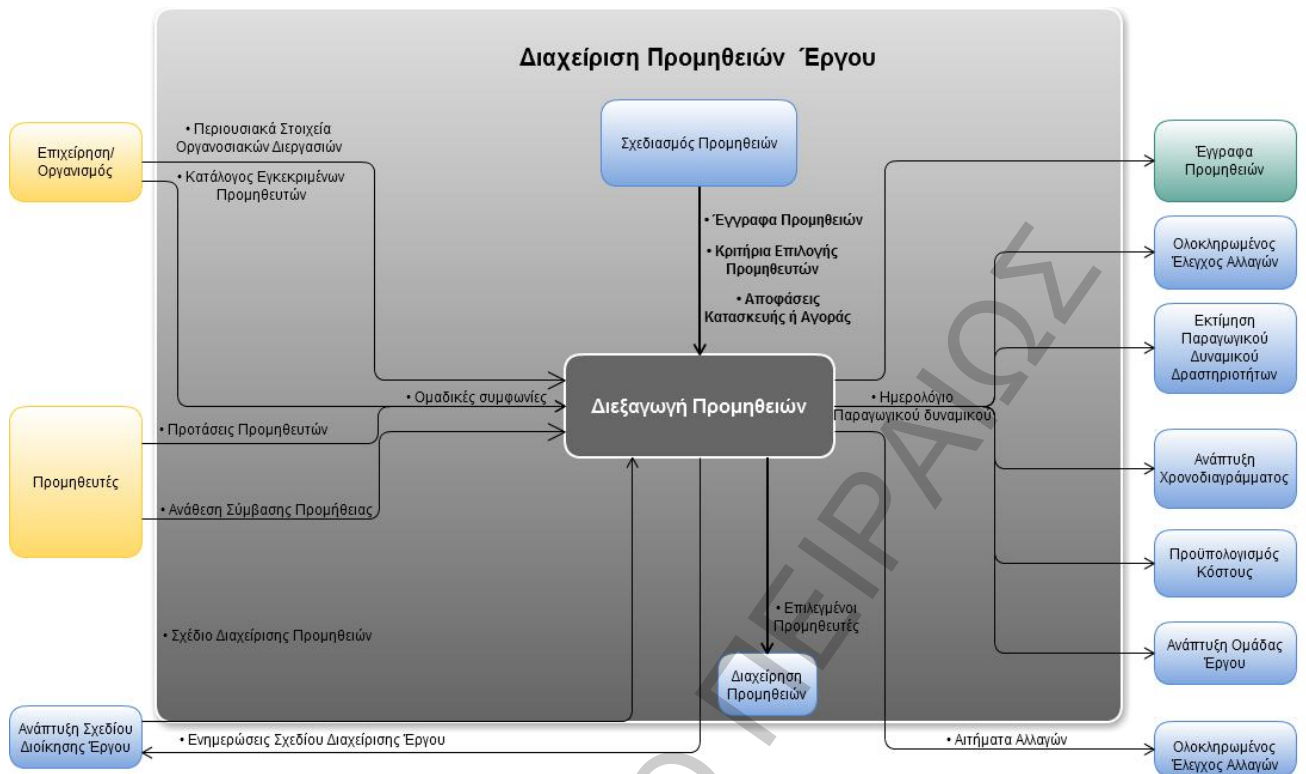 Διαχείριση Προμηθειών Έργου
Επιχείρηση/
Οργανισμός
• Περιουσιακά Στοιχεία
Οργανοσιακών Διεργασιών
• Κατάλογος Εγκεκριμένων
Προμηθευτών
Σχεδιασμός Προμηθειών
• Έγγραφα Προμηθειών
• Κριτήρια Επιλογής
Προμηθευτών
• Αποφάσεις
Κατασκευής ή Αγοράς
Έγγραφα
Προμηθειών
Ολοκληρωμένος
Έλεγχος Αλλαγών
Εκτίμηση
Παραγωγικού
Δυναμικού
Δραστηριοτήτων
• Ομαδικές συμφωνίες
Διεξαγωγή Προμηθειών
• Ημερολόγιο
Παραγωγικού δυναμικού
Προμηθευτές
• Προτάσεις Προμηθευτών
• Ανάθεση Σύμβασης Προμήθειας
Ανάπτυξη
Χρονοδιαγράμματος
Προϋπολογισμός
Κόστους
• Σχέδιο Διαχείρισης Προμηθειών
• Επιλεγμένοι
Προμηθευτές
Διαχείρηση
Προμηθειών
Ανάπτυξη Ομάδας
Έργου
Ανάπτυξη Σχεδίου
Διοίκησης Έργου
• Ενημερώσεις Σχεδίου Διαχείρισης Έργου
• Αιτήματα Αλλαγών
Ολοκληρωμένος
Έλεγχος Αλλαγών
ΠΕΙΡΑΙΩΣ